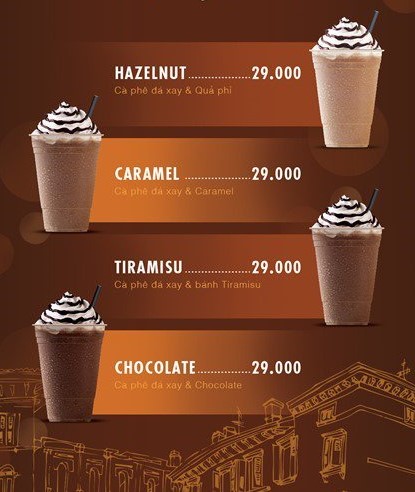 HAZELNUT ..................... 29.000
Cà phê đá xay & Quả phỉ
CARAMEL ..................... 29.000
Cà phê đá xay & Caramel
TIRAMISU ..................... 29.000
Cà phê đá xay & bánh Tiramisu
CHOCOLATE ................. 29.000
Cà phê đá xay & Chocolate